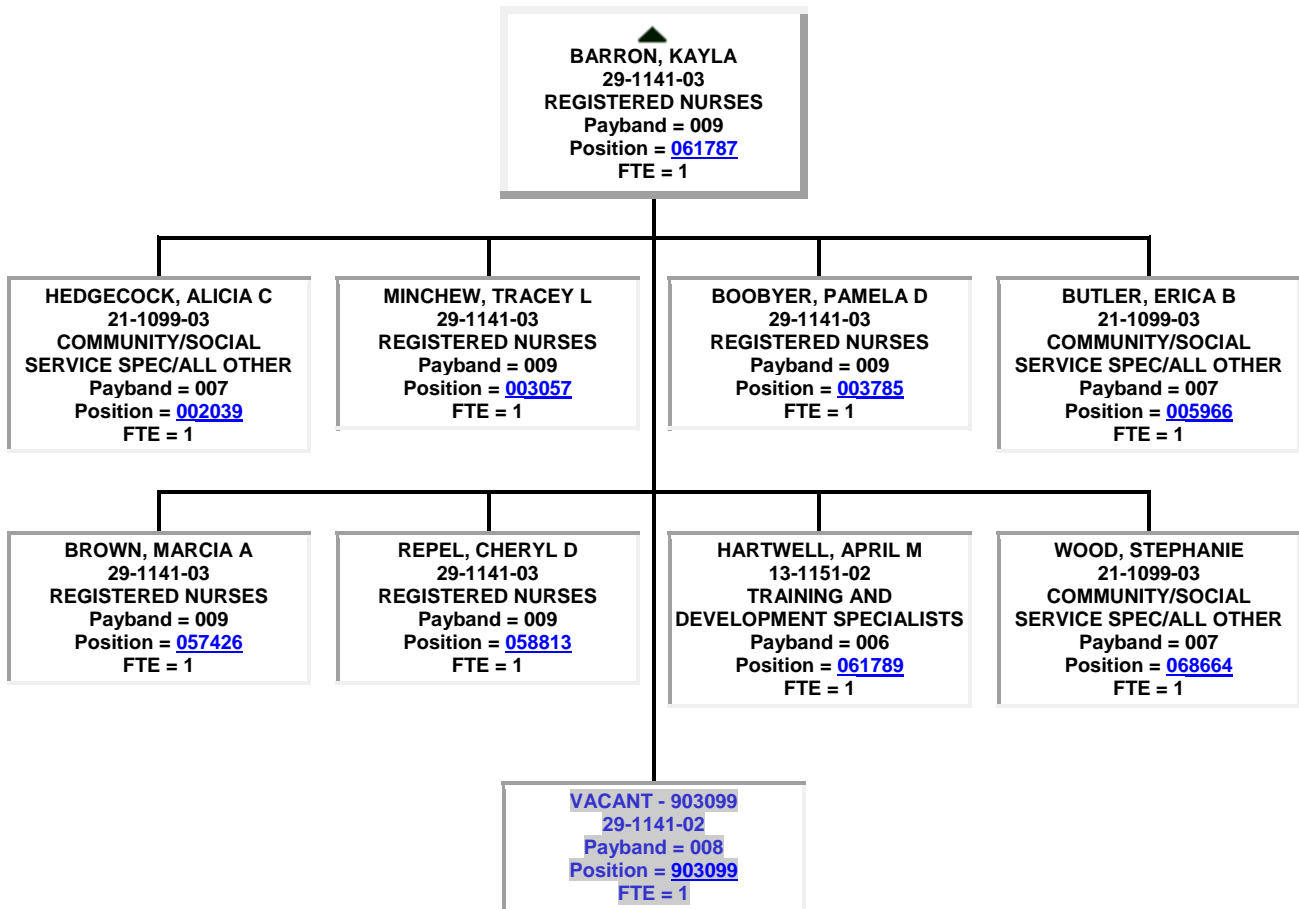 BARRON, KAYLA
29-1141-03
REGISTERED NURSES
Payband = 009
Position = 061787
FTE = 1
HEDGECOCK, ALICIA C
21-1099-03
COMMUNITY/SOCIAL
SERVICE SPEC/ALL OTHER
Payband = 007
Position = 002039
FTE = 1
MINCHEW, TRACEY L
29-1141-03
REGISTERED NURSES
Payband = 009
Position = 003057
FTE = 1
BOOBYER, PAMELA D
29-1141-03
REGISTERED NURSES
Payband = 009
Position = 003785
FTE = 1
BUTLER, ERICA B
21-1099-03
COMMUNITY/SOCIAL
SERVICE SPEC/ALL OTHER
Payband = 007
Position = 005966
FTE = 1
BROWN, MARCIA A
29-1141-03
REGISTERED NURSES
Payband = 009
Position = 057426
FTE = 1
REPEL, CHERYL D
29-1141-03
REGISTERED NURSES
Payband = 009
Position = 058813
FTE = 1
HARTWELL, APRIL M
13-1151-02
TRAINING AND
DEVELOPMENT SPECIALISTS
Payband = 006
Position = 061789
FTE = 1
WOOD, STEPHANIE
21-1099-03
COMMUNITY/SOCIAL
SERVICE SPEC/ALL OTHER
Payband = 007
Position = 068664
FTE = 1
VACANT - 903099
29-1141-02
Payband = 008
Position = 903099
FTE = 1